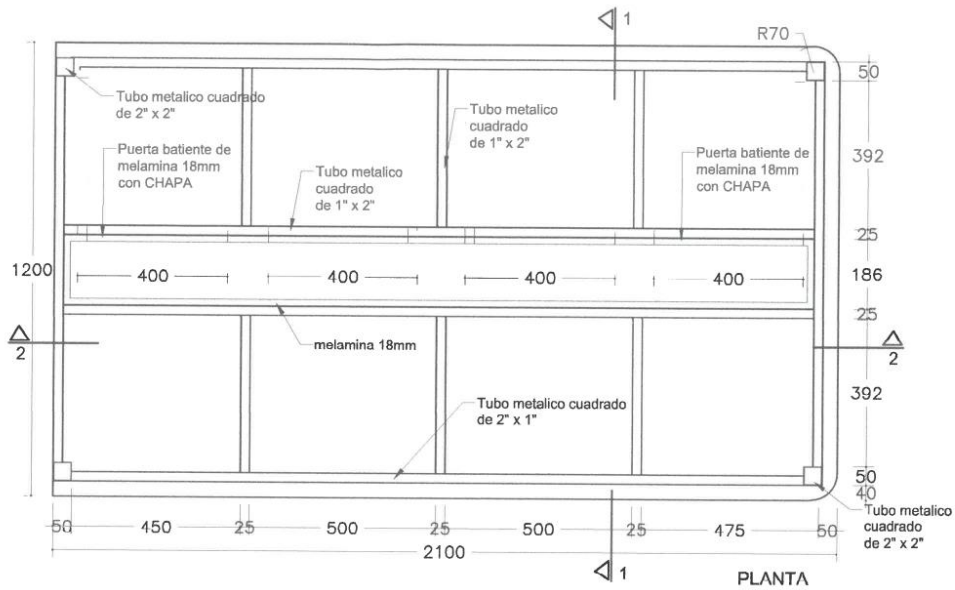 1
R70
50
Tubo metalico cuadrado
de 2" x 2"
Tubo metalico
cuadrado
de 1" x 2"
Puerta batiente de
melamina 18mm
con CHAPA
Puerta batiente de
melamina 18mm
con CHAPA
392
Tubo metalico
cuadrado
de 1" x 2"
25
1200
400
400
400
400
186
25
2
melamina 18mm
2
392
Tubo metalico cuadrado
de 2" x 1"
50
40
Tubo metalico
cuadrado
de 2" x 2"
50
450
25
500
25
500
25
475
50
2100
1
PLANTA